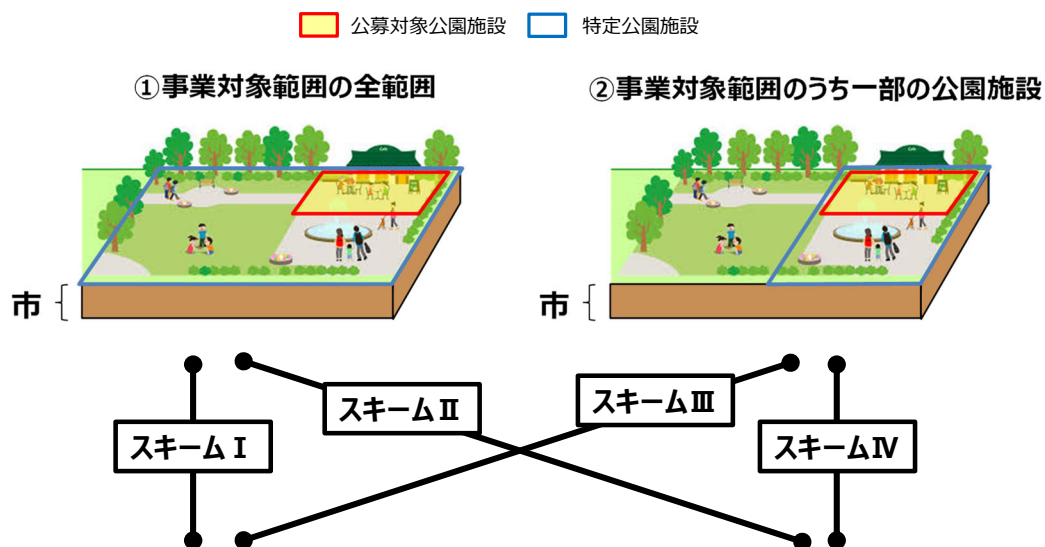 公募対象公園施設 特定公園施設
①事業対象範囲の全範囲
②事業対象範囲のうち一部の公園施設
Cafe
Cafe
市
市
スキームⅠ
スキームⅡ
スキームⅢ
スキームⅣ